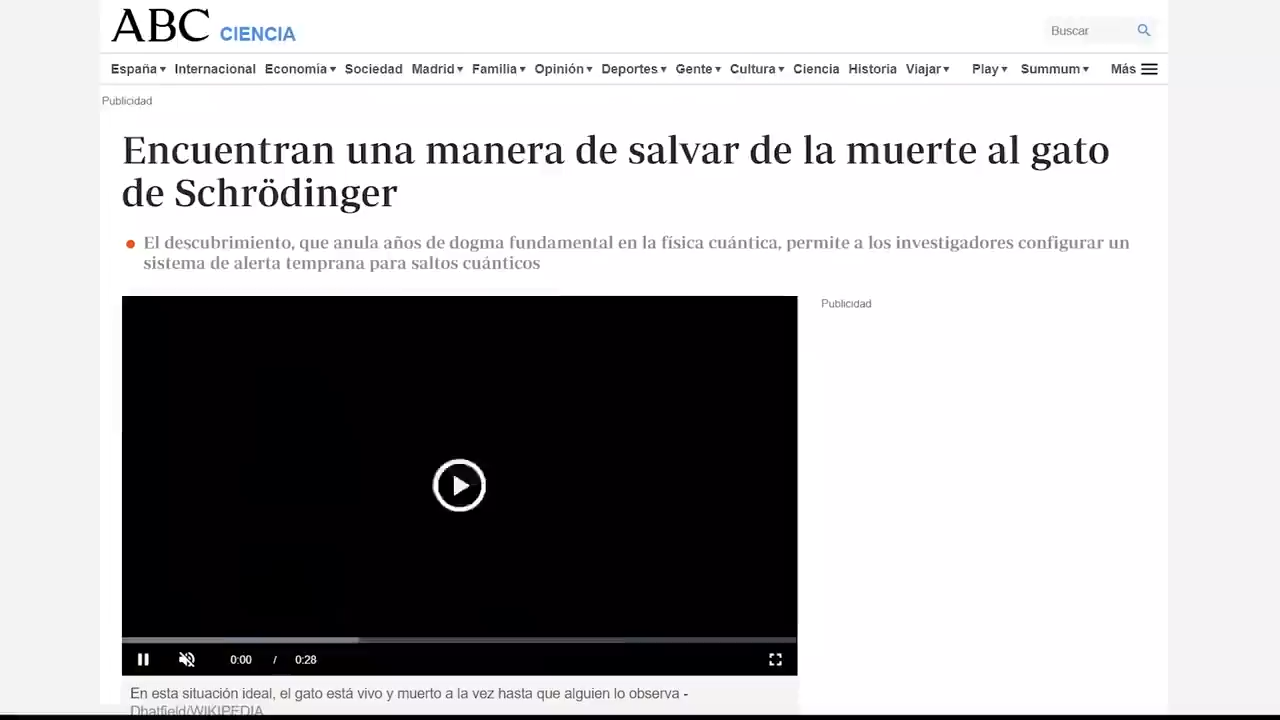 ABC CIENCIA
Buscar
España Internacional Economía Sociedad Madrid Familia Opinión Deportes Gente Cultura Ciencia Historia Viajar Play Summum Más
Publicidad
Encuentran una manera de salvar de la muerte al gato
de Schrödinger
El descubrimiento, que anula años de dogma fundamental en la física cuántica, permite a los investigadores configurar un
sistema de alerta temprana para saltos cuánticos
Publicidad
0:00 / 0:28
En esta situación ideal, el gato está vivo y muerto a la vez hasta que alguien lo observa -
Dhatfield/WIKIPEDIA